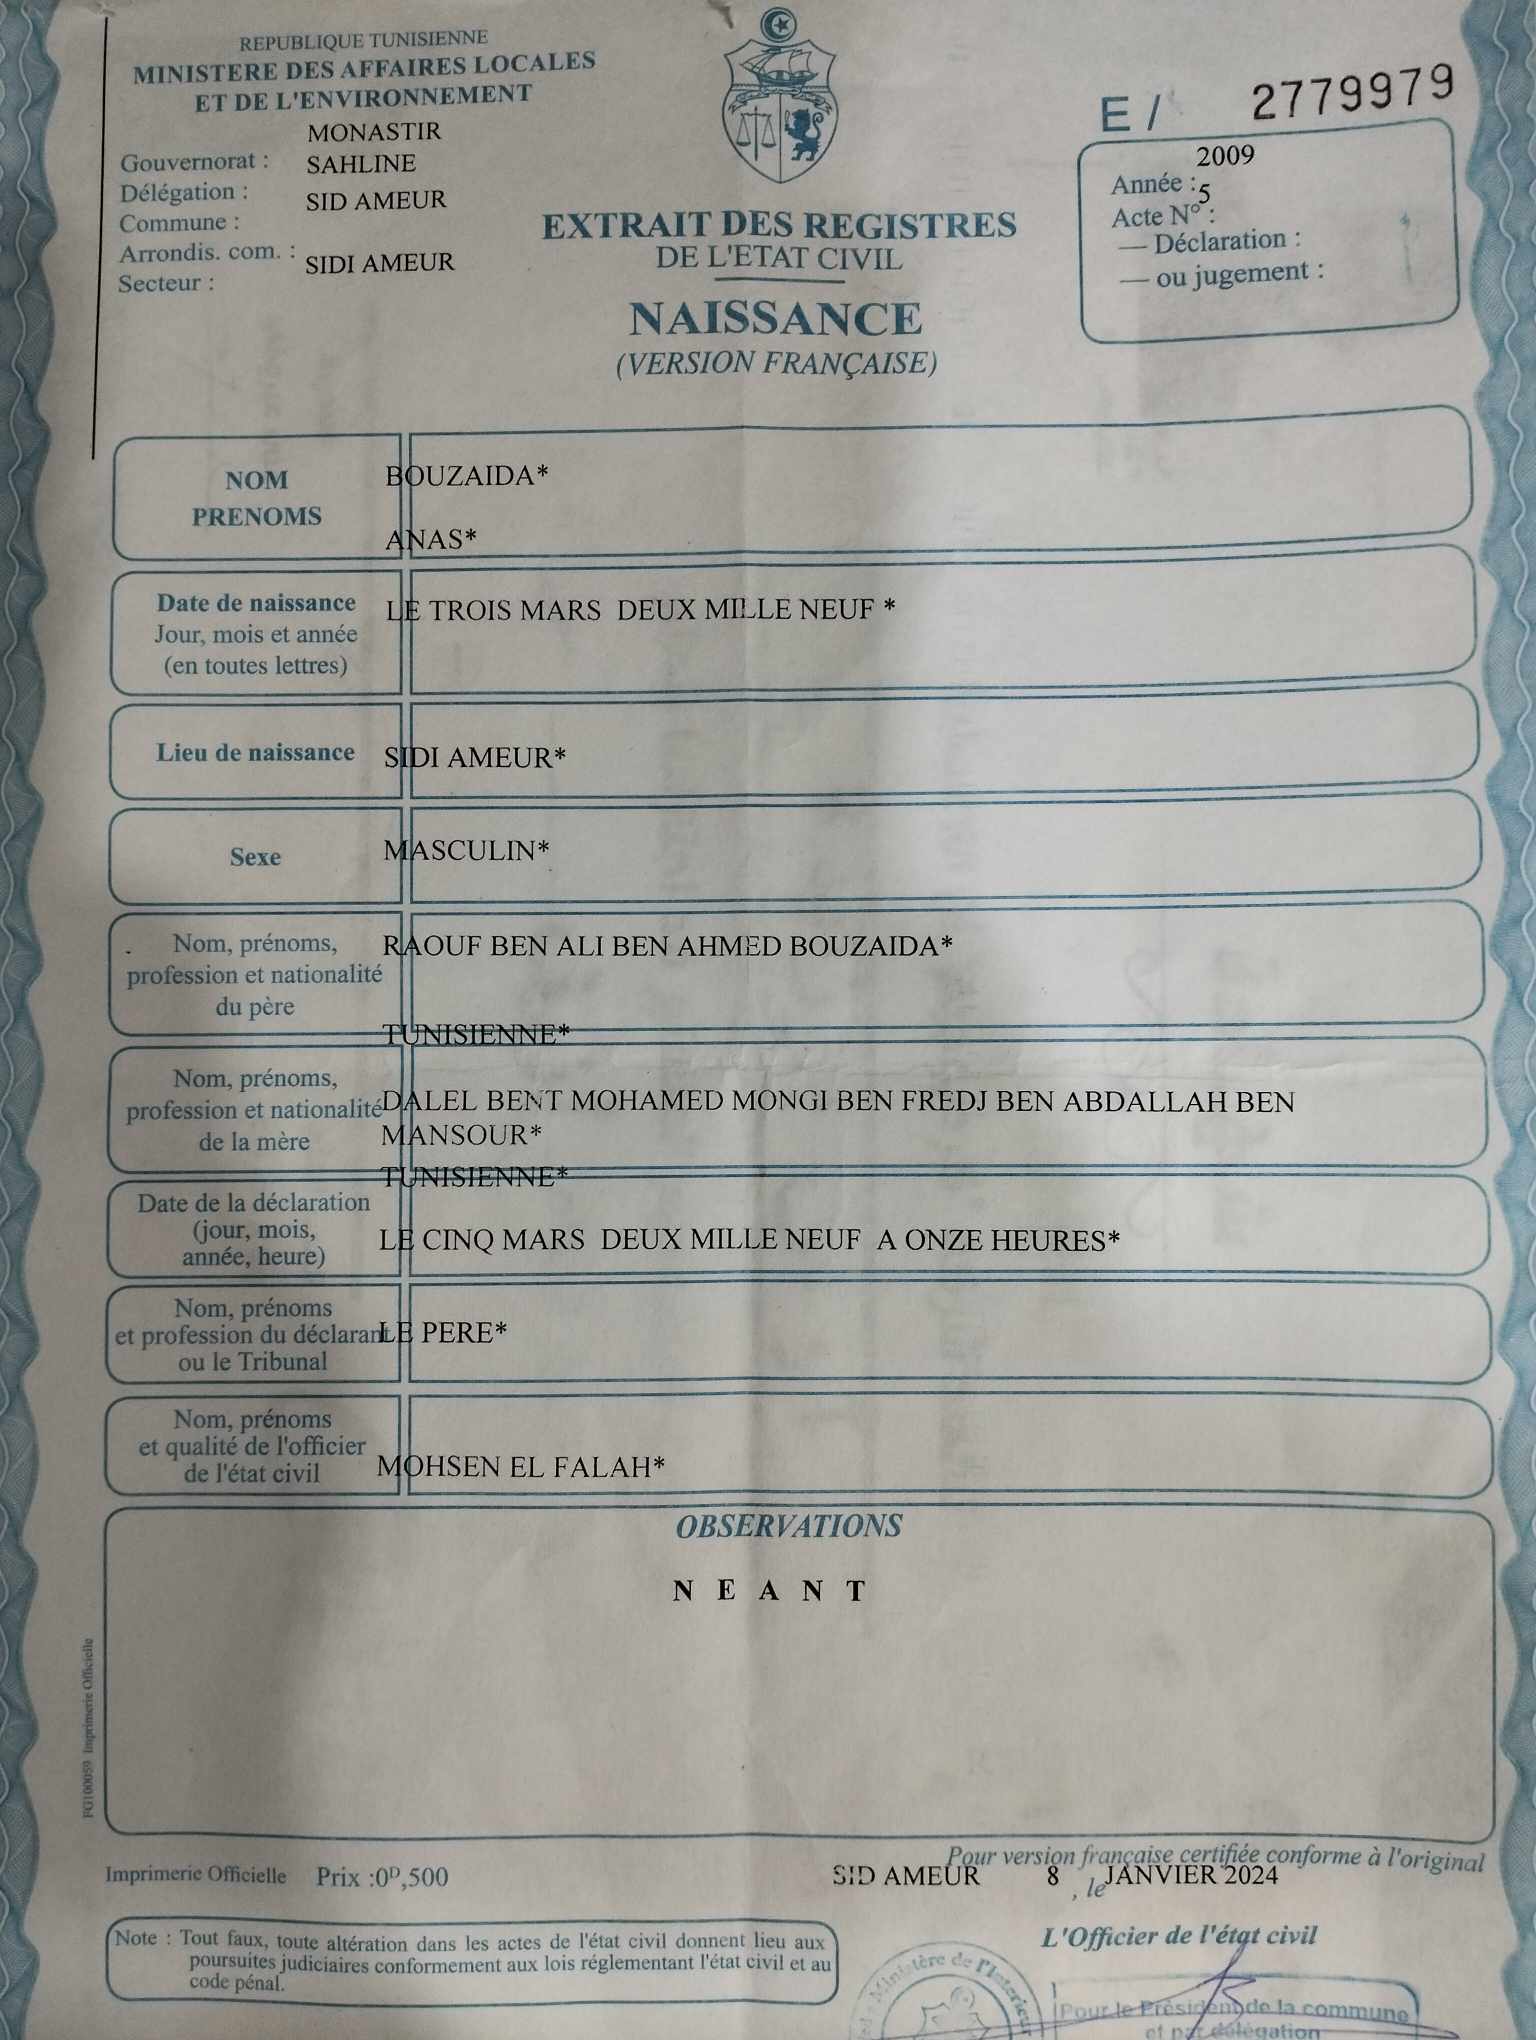 REPUBLIQUE TUNISIENNE
MINISTERE DES AFFAIRES LOCALES
ET DE L'ENVIRONNEMENT
MONASTIR
Gouvernorat : SAHLINE
Délégation : SID AMEUR
Commune :
Arrondis. com. : SIDI AMEUR
Secteur :
E / 2779979
2009
Année : 5
Acte N° :
— Déclaration :
— ou jugement :
EXTRAIT DES REGISTRES
DE L'ETAT CIVIL
NAISSANCE
(VERSION FRANÇAISE)
NOM BOUZAIDA*
PRENOMS ANAS*
Date de naissance LE TROIS MARS DEUX MILLE NEUF *
Jour, mois et année
(en toutes lettres)
Lieu de naissance SIDI AMEUR*
Sexe MASCULIN*
Nom, prénoms, RAOUF BEN ALI BEN AHMED BOUZAIDA*
profession et nationalité
du père
TUNISIENNE*
Nom, prénoms,
profession et nationalité DALEL BENT MOHAMED MONGI BEN FREDJ BEN ABDALLAH BEN
de la mère MANSOUR*
TUNISIENNE*
Date de la déclaration
(jour, mois, LE CINQ MARS DEUX MILLE NEUF A ONZE HEURES*
année, heure)
Nom, prénoms
et profession du déclarant LE PERE*
ou le Tribunal
Nom, prénoms
et qualité de l'officier
de l'état civil MOHSEN EL FALAH*
OBSERVATIONS
N E A N T
FG100059 Imprimerie Officielle
Pour version française certifiée conforme à l'original
Imprimerie Officielle Prix :0ᴰ,500
SID AMEUR 8 , le JANVIER 2024
L'Officier de l'état civil
Note : Tout faux, toute altération dans les actes de l'état civil donnent lieu aux
poursuites judiciaires conformement aux lois réglementant l'état civil et au
code pénal.
Ministère de l'Interieur
Pour le Président de la commune
et par délégation